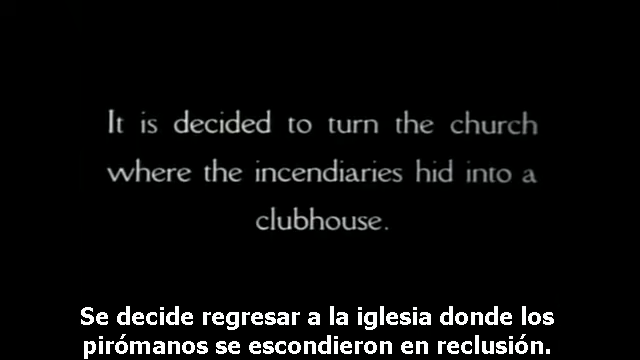 It is decided to turn the church
where the incendiaries hid into a
clubhouse.
Se decide regresar a la iglesia donde los
pirómanos se escondieron en reclusión.